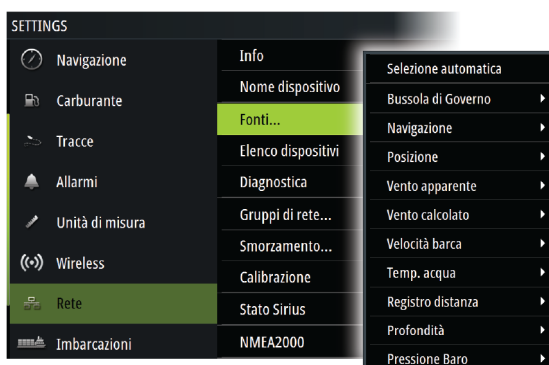 SETTINGS
Navigazione
Carburante
Tracce
Allarmi
Unità di misura
Wireless
Rete
Imbarcazioni
Info
Nome dispositivo
Fonti...
Elenco dispositivi
Diagnostica
Gruppi di rete...
Smorzamento...
Calibrazione
Stato Sirius
NMEA2000
Selezione automatica
Bussola di Governo
Navigazione
Posizione
Vento apparente
Vento calcolato
Velocità barca
Temp. acqua
Registro distanza
Profondità
Pressione Baro